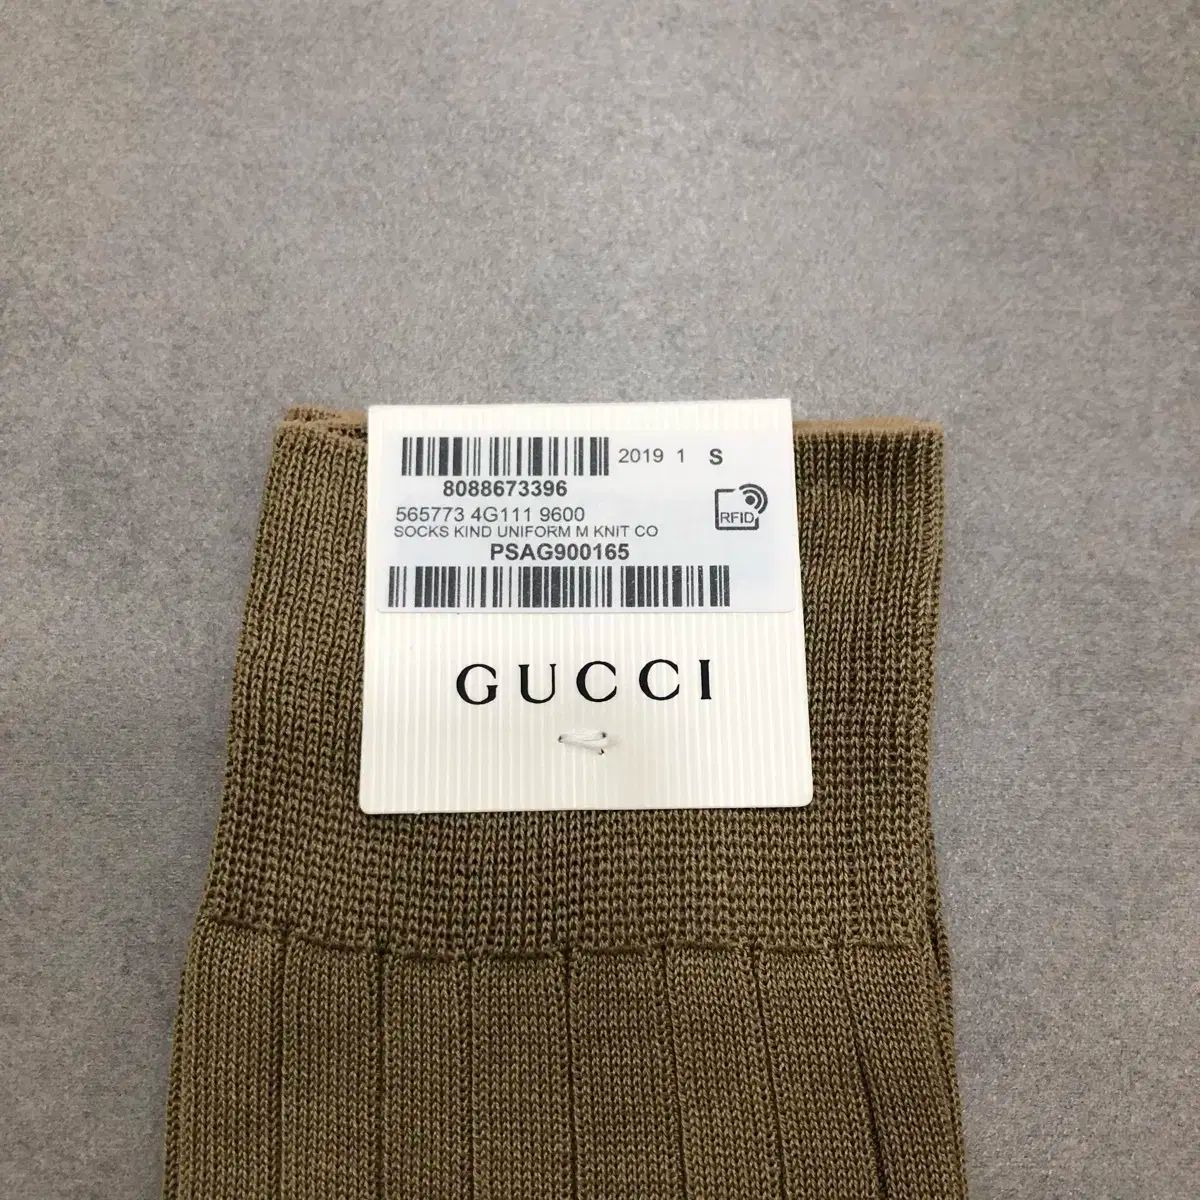 2019 1 S
8088673396
565773 4G111 9600
RFID
SOCKS KIND UNIFORM M KNIT CO
PSAG900165
GUCCI